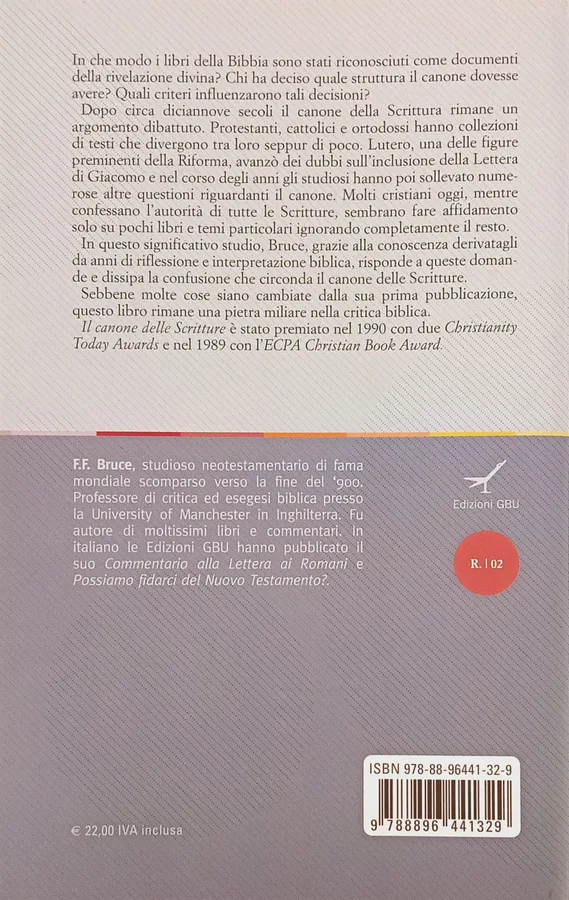 In che modo i libri della Bibbia sono stati riconosciuti come documenti
della rivelazione divina? Chi ha deciso quale struttura il canone dovesse
avere? Quali criteri influenzarono tali decisioni?
Dopo circa diciannove secoli il canone della Scrittura rimane un
argomento dibattuto. Protestanti, cattolici e ortodossi hanno collezioni
di testi che divergono tra loro seppur di poco. Lutero, una delle figure
preminenti della Riforma, avanzò dei dubbi sull'inclusione della Lettera
di Giacomo e nel corso degli anni gli studiosi hanno poi sollevato nume-
rose altre questioni riguardanti il canone. Molti cristiani oggi, mentre
confessano l'autorità di tutte le Scritture, sembrano fare affidamento
solo su pochi libri e temi particolari ignorando completamente il resto.
In questo significativo studio, Bruce, grazie alla conoscenza derivatagli
da anni di riflessione e interpretazione biblica, risponde a queste doman-
de e dissipa la confusione che circonda il canone delle Scritture.
Sebbene molte cose siano cambiate dalla sua prima pubblicazione,
questo libro rimane una pietra miliare nella critica biblica.
Il canone delle Scritture è stato premiato nel 1990 con due Christianity
Today Awards e nel 1989 con l'ECPA Christian Book Award.
F.F. Bruce, studioso neotestamentario di fama
mondiale scomparso verso la fine del '900.
Professore di critica ed esegesi biblica presso
la University of Manchester in Inghilterra. Fu
autore di moltissimi libri e commentari. In
italiano le Edizioni GBU hanno pubblicato il
suo Commentario alla Lettera ai Romani e
Possiamo fidarci del Nuovo Testamento?.
Edizioni GBU
R. | 02
ISBN 978-88-96441-32-9
9 788896 441329
€ 22,00 IVA inclusa